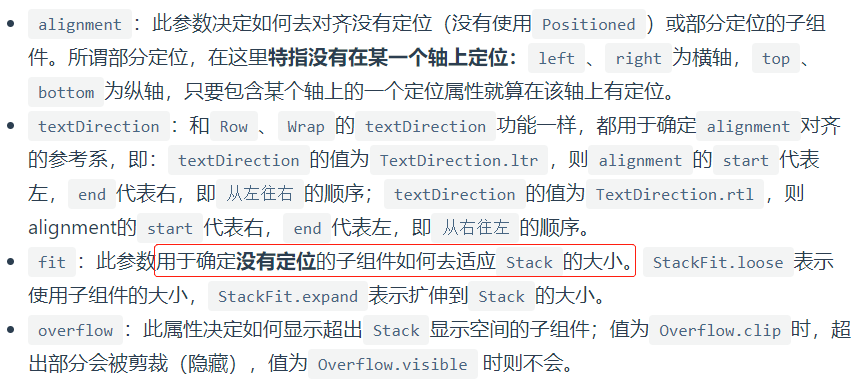 • alignment：此参数决定如何去对齐没有定位（没有使用 Positioned ）或部分定位的子组
件。所谓部分定位，在这里特指没有在某一个轴上定位： left 、 right 为横轴， top 、
bottom 为纵轴，只要包含某个轴上的一个定位属性就算在该轴上有定位。
• textDirection：和 Row 、 Wrap 的 textDirection 功能一样，都用于确定 alignment 对齐
的参考系，即： textDirection 的值为 TextDirection.ltr ，则 alignment 的 start 代表
左， end 代表右，即 从左往右 的顺序； textDirection 的值为 TextDirection.rtl ，则
alignment的 start 代表右， end 代表左，即 从右往左 的顺序。
• fit：此参数用于确定没有定位的子组件如何去适应 Stack 的大小。 StackFit.loose 表示
使用子组件的大小， StackFit.expand 表示扩伸到 Stack 的大小。
• overflow：此属性决定如何显示超出 Stack 显示空间的子组件；值为 Overflow.clip 时，超
出部分会被剪裁（隐藏），值为 Overflow.visible 时则不会。